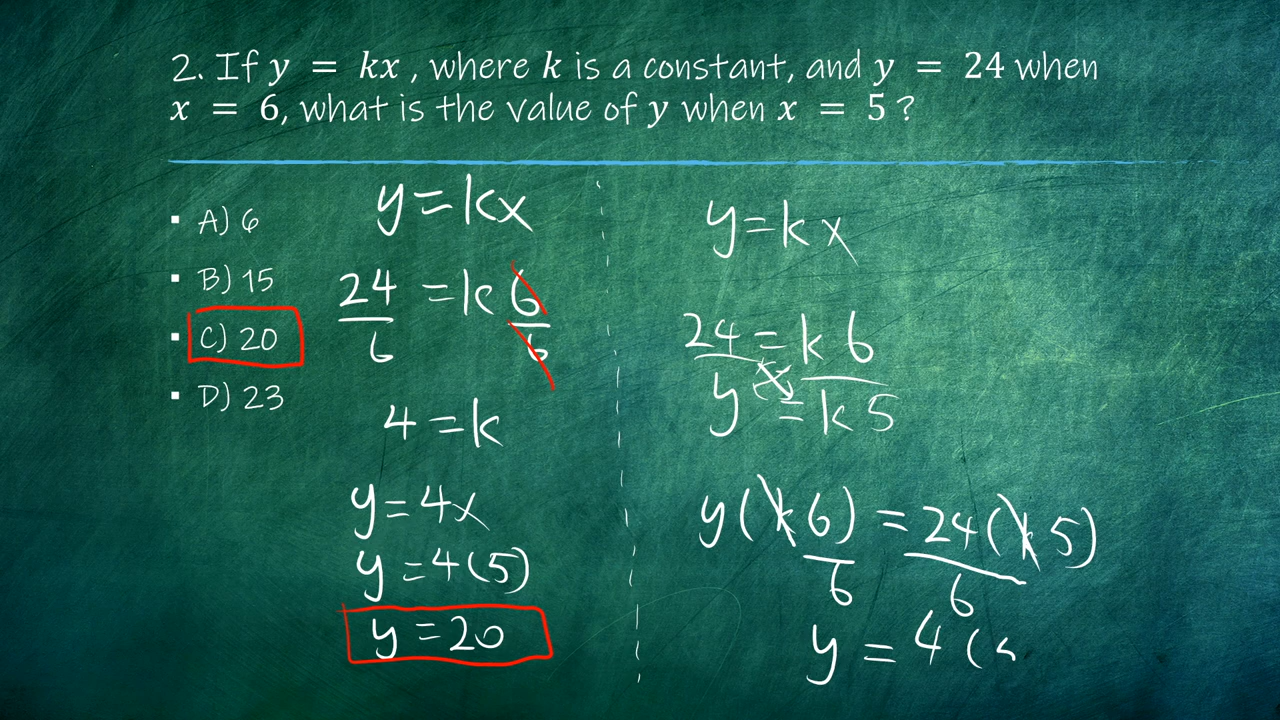 2. If y = kx , where k is a constant, and y = 24 when
x = 6, what is the value of y when x = 5 ?
▪ A) 6
▪ B) 15
▪ C) 20
▪ D) 23
y = kx
24 = k 6
6 6
4 = k
y = 4x
y = 4(5)
y = 20
y = k x
24 = k 6
y = k 5
y(k 6) = 24(k 5)
6 6
y = 4 (